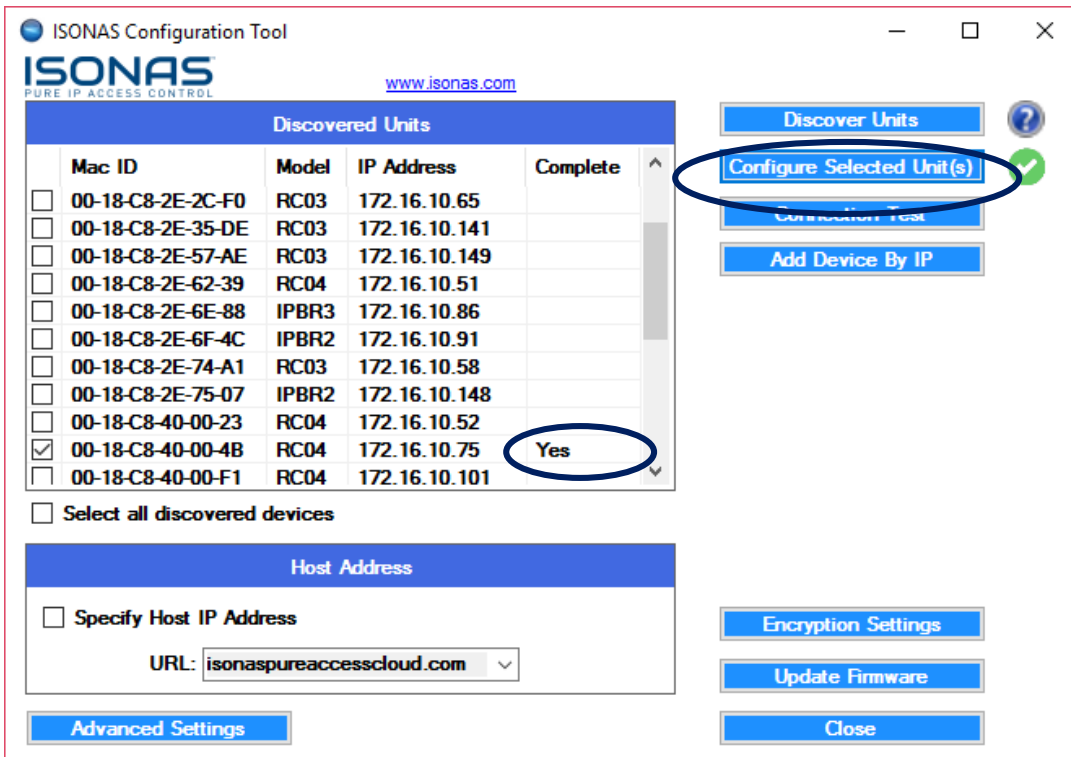 ISONAS Configuration Tool
ISONAS
PURE IP ACCESS CONTROL
www.isonas.com
Discovered Units
Mac ID Model IP Address Complete
00-18-C8-2E-2C-F0 RC03 172.16.10.65
00-18-C8-2E-35-DE RC03 172.16.10.141
00-18-C8-2E-57-AE RC03 172.16.10.149
00-18-C8-2E-62-39 RC04 172.16.10.51
00-18-C8-2E-6E-88 IPBR3 172.16.10.86
00-18-C8-2E-6F-4C IPBR2 172.16.10.91
00-18-C8-2E-74-A1 RC03 172.16.10.58
00-18-C8-2E-75-07 IPBR2 172.16.10.148
00-18-C8-40-00-23 RC04 172.16.10.52
00-18-C8-40-00-4B RC04 172.16.10.75 Yes
00-18-C8-40-00-F1 RC04 172.16.10.101
Select all discovered devices
Host Address
Specify Host IP Address
URL: isonaspureaccesscloud.com
Advanced Settings
Discover Units
?
Configure Selected Unit(s)
Connection Test
Add Device By IP
Encryption Settings
Update Firmware
Close